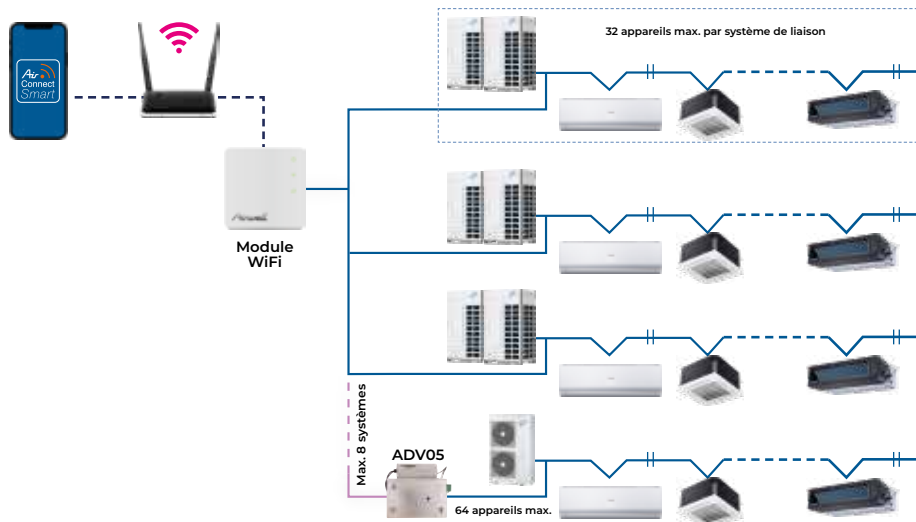 Air
Connect
Smart
32 appareils max. par système de liaison
Airwell
Module
WiFi
Max. 8 systèmes
ADV05
64 appareils max.